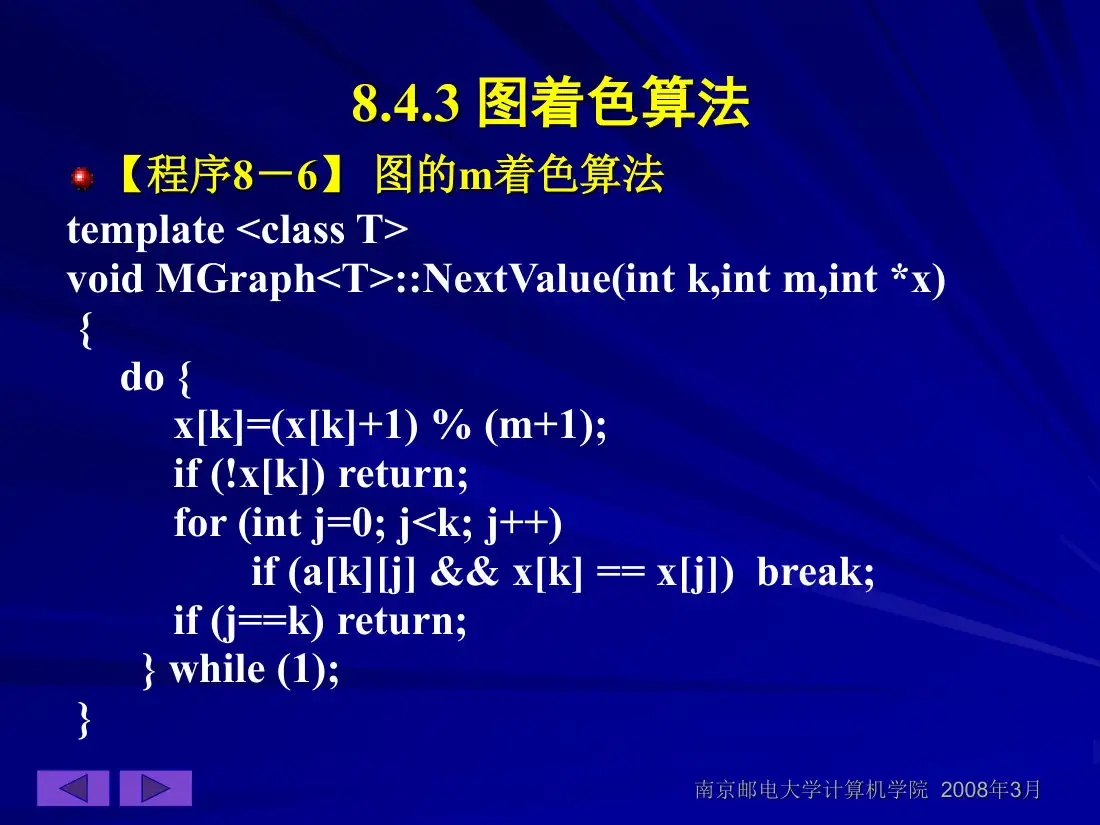 8.4.3 图着色算法
【程序8－6】 图的m着色算法
template <class T>
void MGraph<T>::NextValue(int k,int m,int *x)
{
do {
x[k]=(x[k]+1) % (m+1);
if (!x[k]) return;
for (int j=0; j<k; j++)
if (a[k][j] && x[k] == x[j]) break;
if (j==k) return;
} while (1);
}
南京邮电大学计算机学院 2008年3月